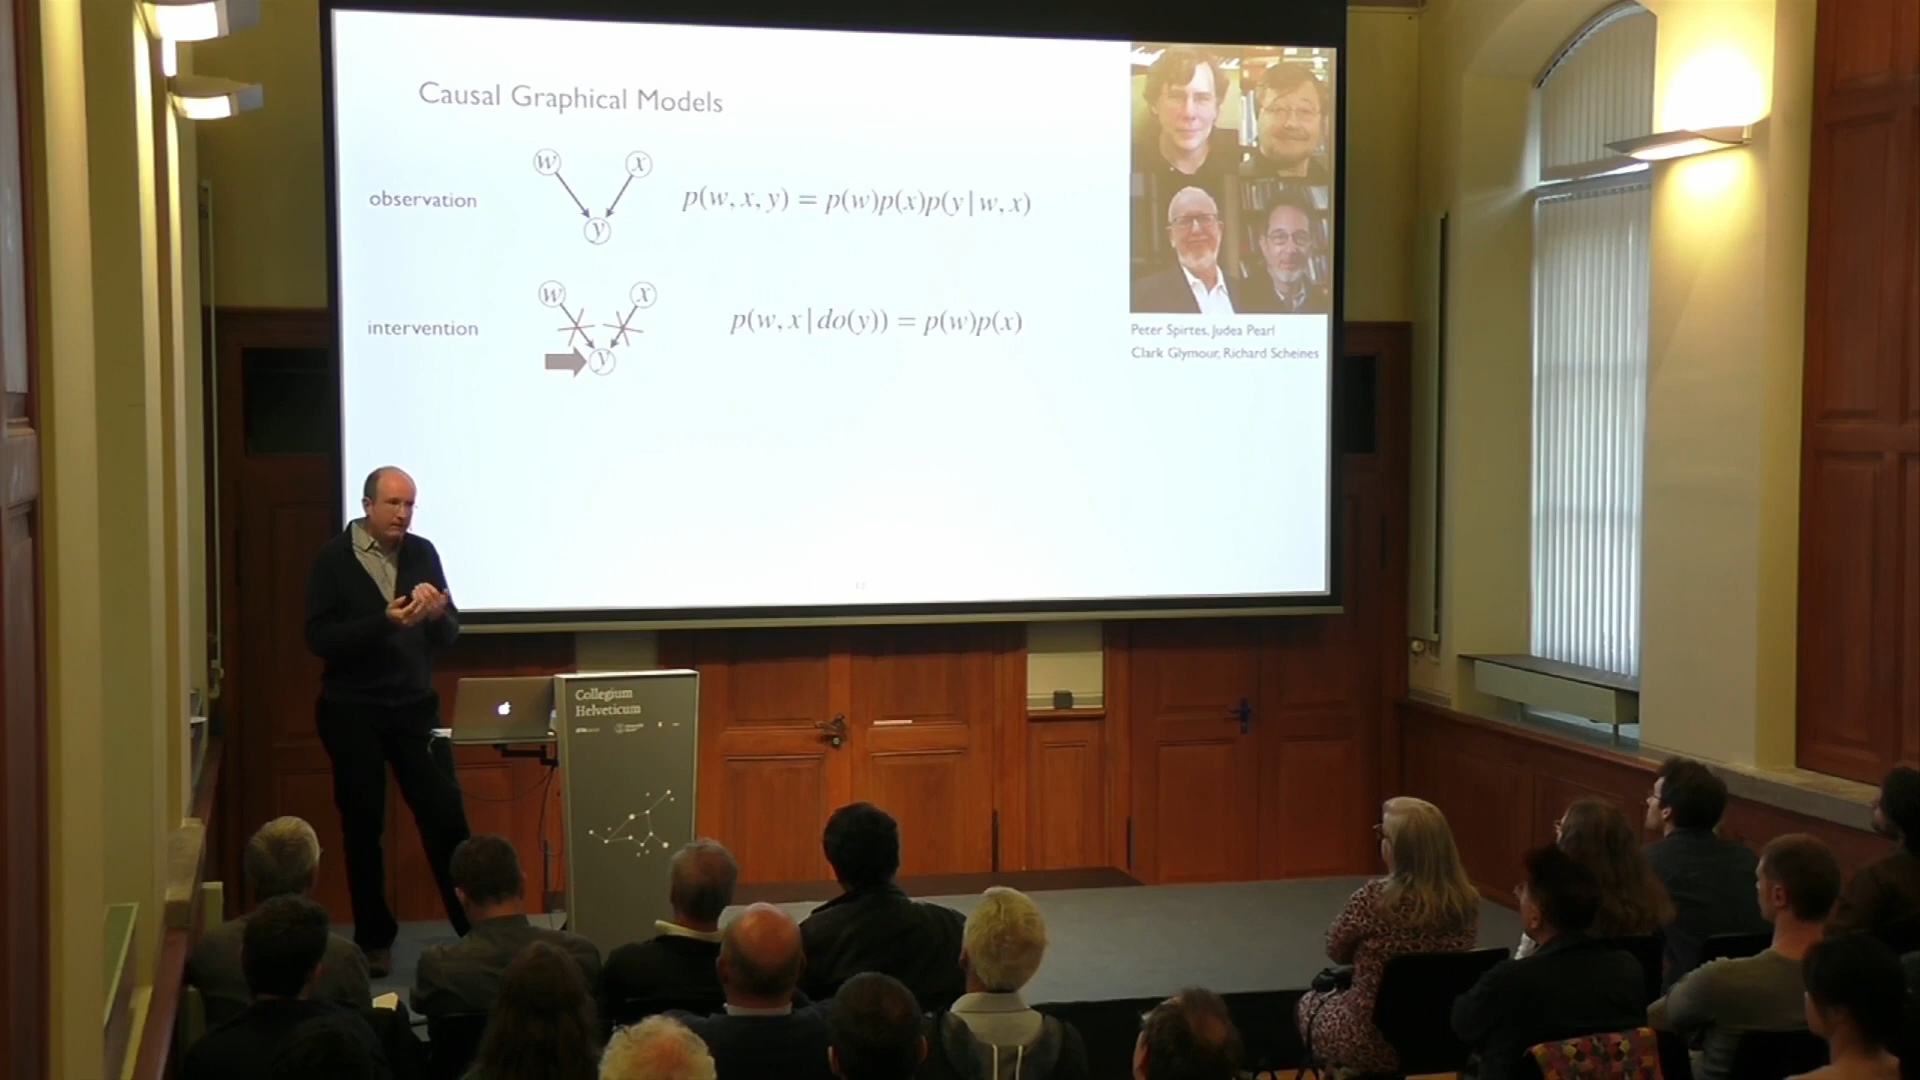 Causal Graphical Models
observation
w
x
y
p(w, x, y) = p(w)p(x)p(y|w, x)
intervention
w
x
y
p(w, x|do(y)) = p(w)p(x)
Peter Spirtes, Judea Pearl
Clark Glymour, Richard Scheines
Collegium
Helveticum